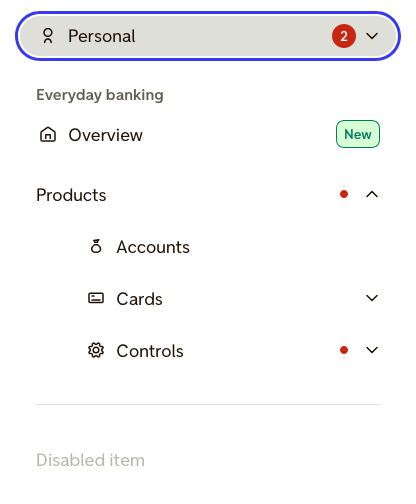 Personal 2
Everyday banking
Overview New
Products
Accounts
Cards
Controls
Disabled item